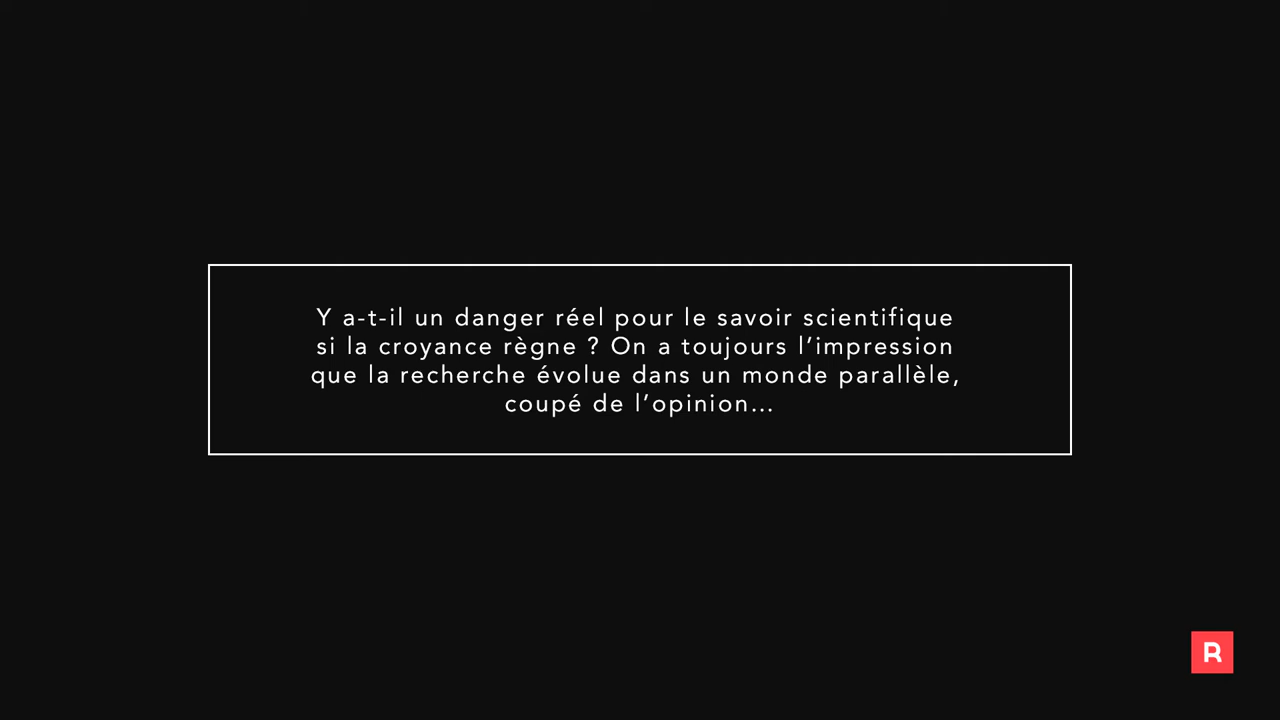 Y a-t-il un danger réel pour le savoir scientifique
si la croyance règne ? On a toujours l’impression
que la recherche évolue dans un monde parallèle,
coupé de l’opinion...
R